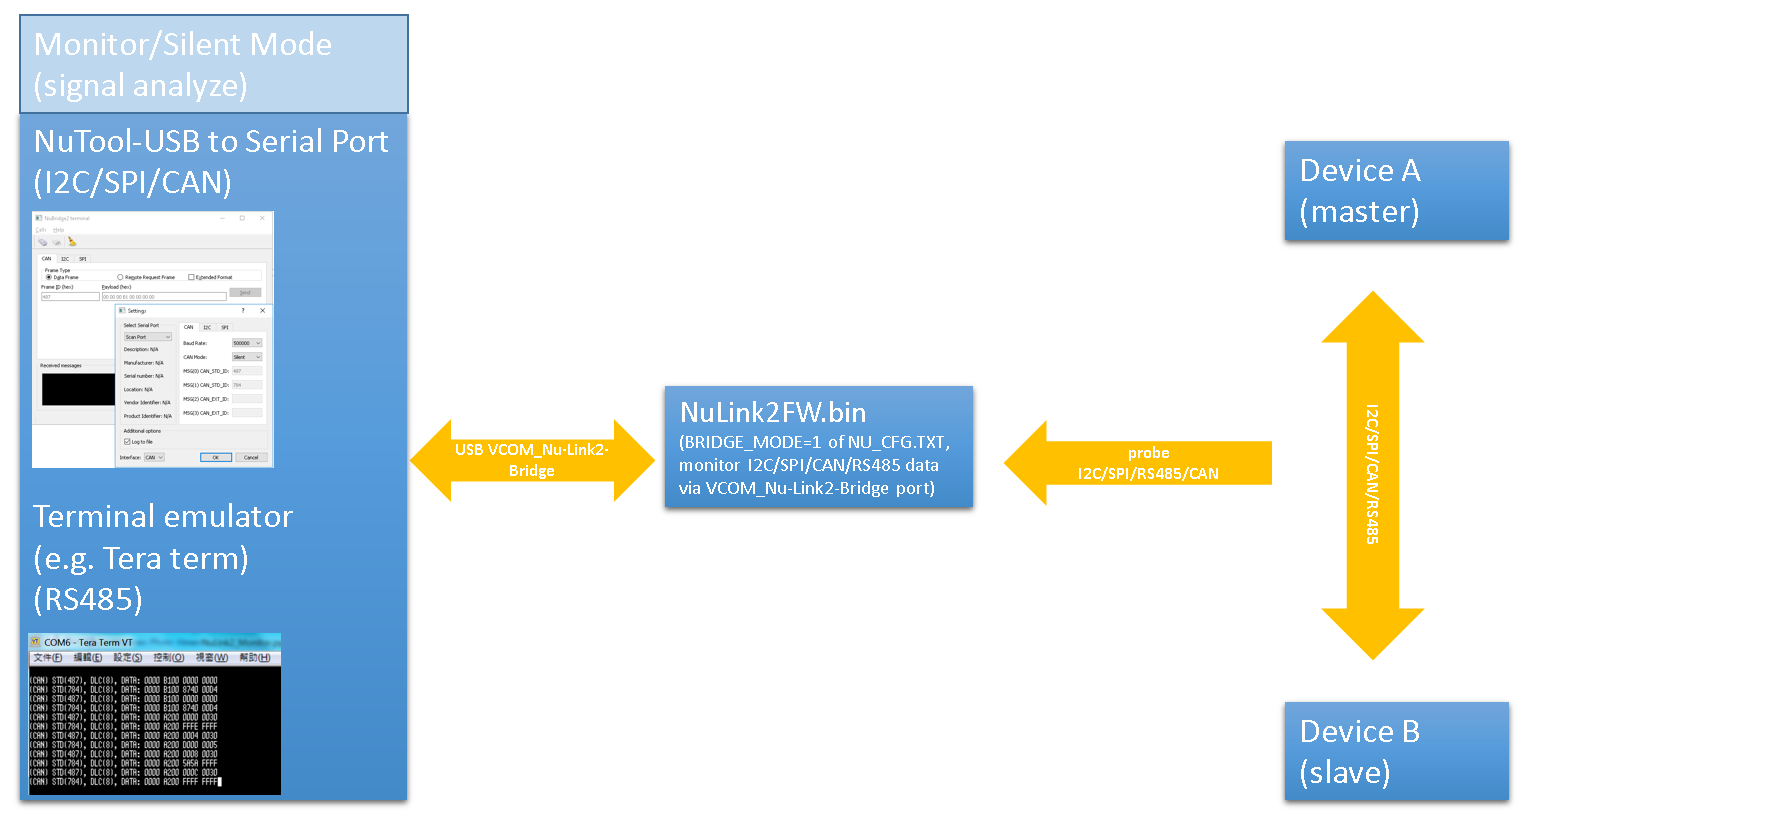 Monitor/Silent Mode
(signal analyze)
NuTool-USB to Serial Port
(I2C/SPI/CAN)
NuBridge2 terminal
Calls Help
CAN I2C SPI
Frame Type
Data Frame Remote Request Frame Extended Format
Frame ID (hex) Payload (hex)
487 00 00 00 B1 00 00 00 00 Send
Received messages
Settings ? X
Select Serial Port
Scan Port
Description: N/A
Manufacturer: N/A
Serial number: N/A
Location: N/A
Vendor Identifier: N/A
Product Identifier: N/A
CAN I2C SPI
Baud Rate: 500000
CAN Mode: Silent
MSG(0) CAN_STD_ID: 487
MSG(1) CAN_STD_ID: 784
MSG(2) CAN_EXT_ID:
MSG(3) CAN_EXT_ID:
Additional options
Log to file
Interface: CAN OK Cancel
Terminal emulator
(e.g. Tera term)
(RS485)
COM6 - Tera Term VT
文件(F) 編輯(E) 設定(S) 控制(O) 視窗(W) 幫助(H)
(CAN) STD(487), DLC(8), DATA: 0000 B100 0000 0000
(CAN) STD(784), DLC(8), DATA: 0000 B100 8740 00D4
(CAN) STD(487), DLC(8), DATA: 0000 B100 0000 0000
(CAN) STD(784), DLC(8), DATA: 0000 B100 8740 00D4
(CAN) STD(487), DLC(8), DATA: 0000 A200 0000 0030
(CAN) STD(784), DLC(8), DATA: 0000 A200 FFFE FFFF
(CAN) STD(487), DLC(8), DATA: 0000 A200 0004 0030
(CAN) STD(784), DLC(8), DATA: 0000 A200 D000 0005
(CAN) STD(487), DLC(8), DATA: 0000 A200 0008 0030
(CAN) STD(784), DLC(8), DATA: 0000 A200 5A5A FFFF
(CAN) STD(487), DLC(8), DATA: 0000 A200 000C 0030
(CAN) STD(784), DLC(8), DATA: 0000 A200 FFFF FFFF
USB VCOM_Nu-Link2-
Bridge
NuLink2FW.bin
(BRIDGE_MODE=1 of NU_CFG.TXT,
monitor I2C/SPI/CAN/RS485 data
via VCOM_Nu-Link2-Bridge port)
probe
I2C/SPI/RS485/CAN
Device A
(master)
I2C/SPI/CAN/RS485
Device B
(slave)